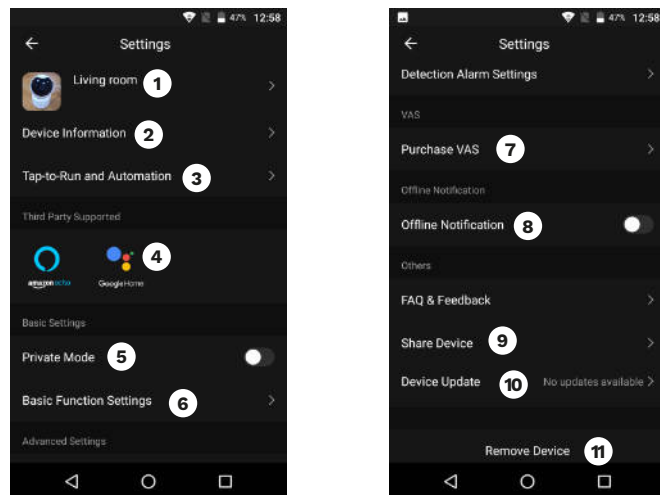 47% 12:58
Settings
Living room 1
Device Information 2
Tap-to-Run and Automation 3
Third Party Supported
4
amazon echo Google Home
Basic Settings
Private Mode 5
Basic Function Settings 6
Advanced Settings
47% 12:58
Settings
Detection Alarm Settings
VAS
Purchase VAS 7
Offline Notification
Offline Notification 8
Others
FAQ & Feedback
Share Device 9
Device Update 10 No updates available
Remove Device 11